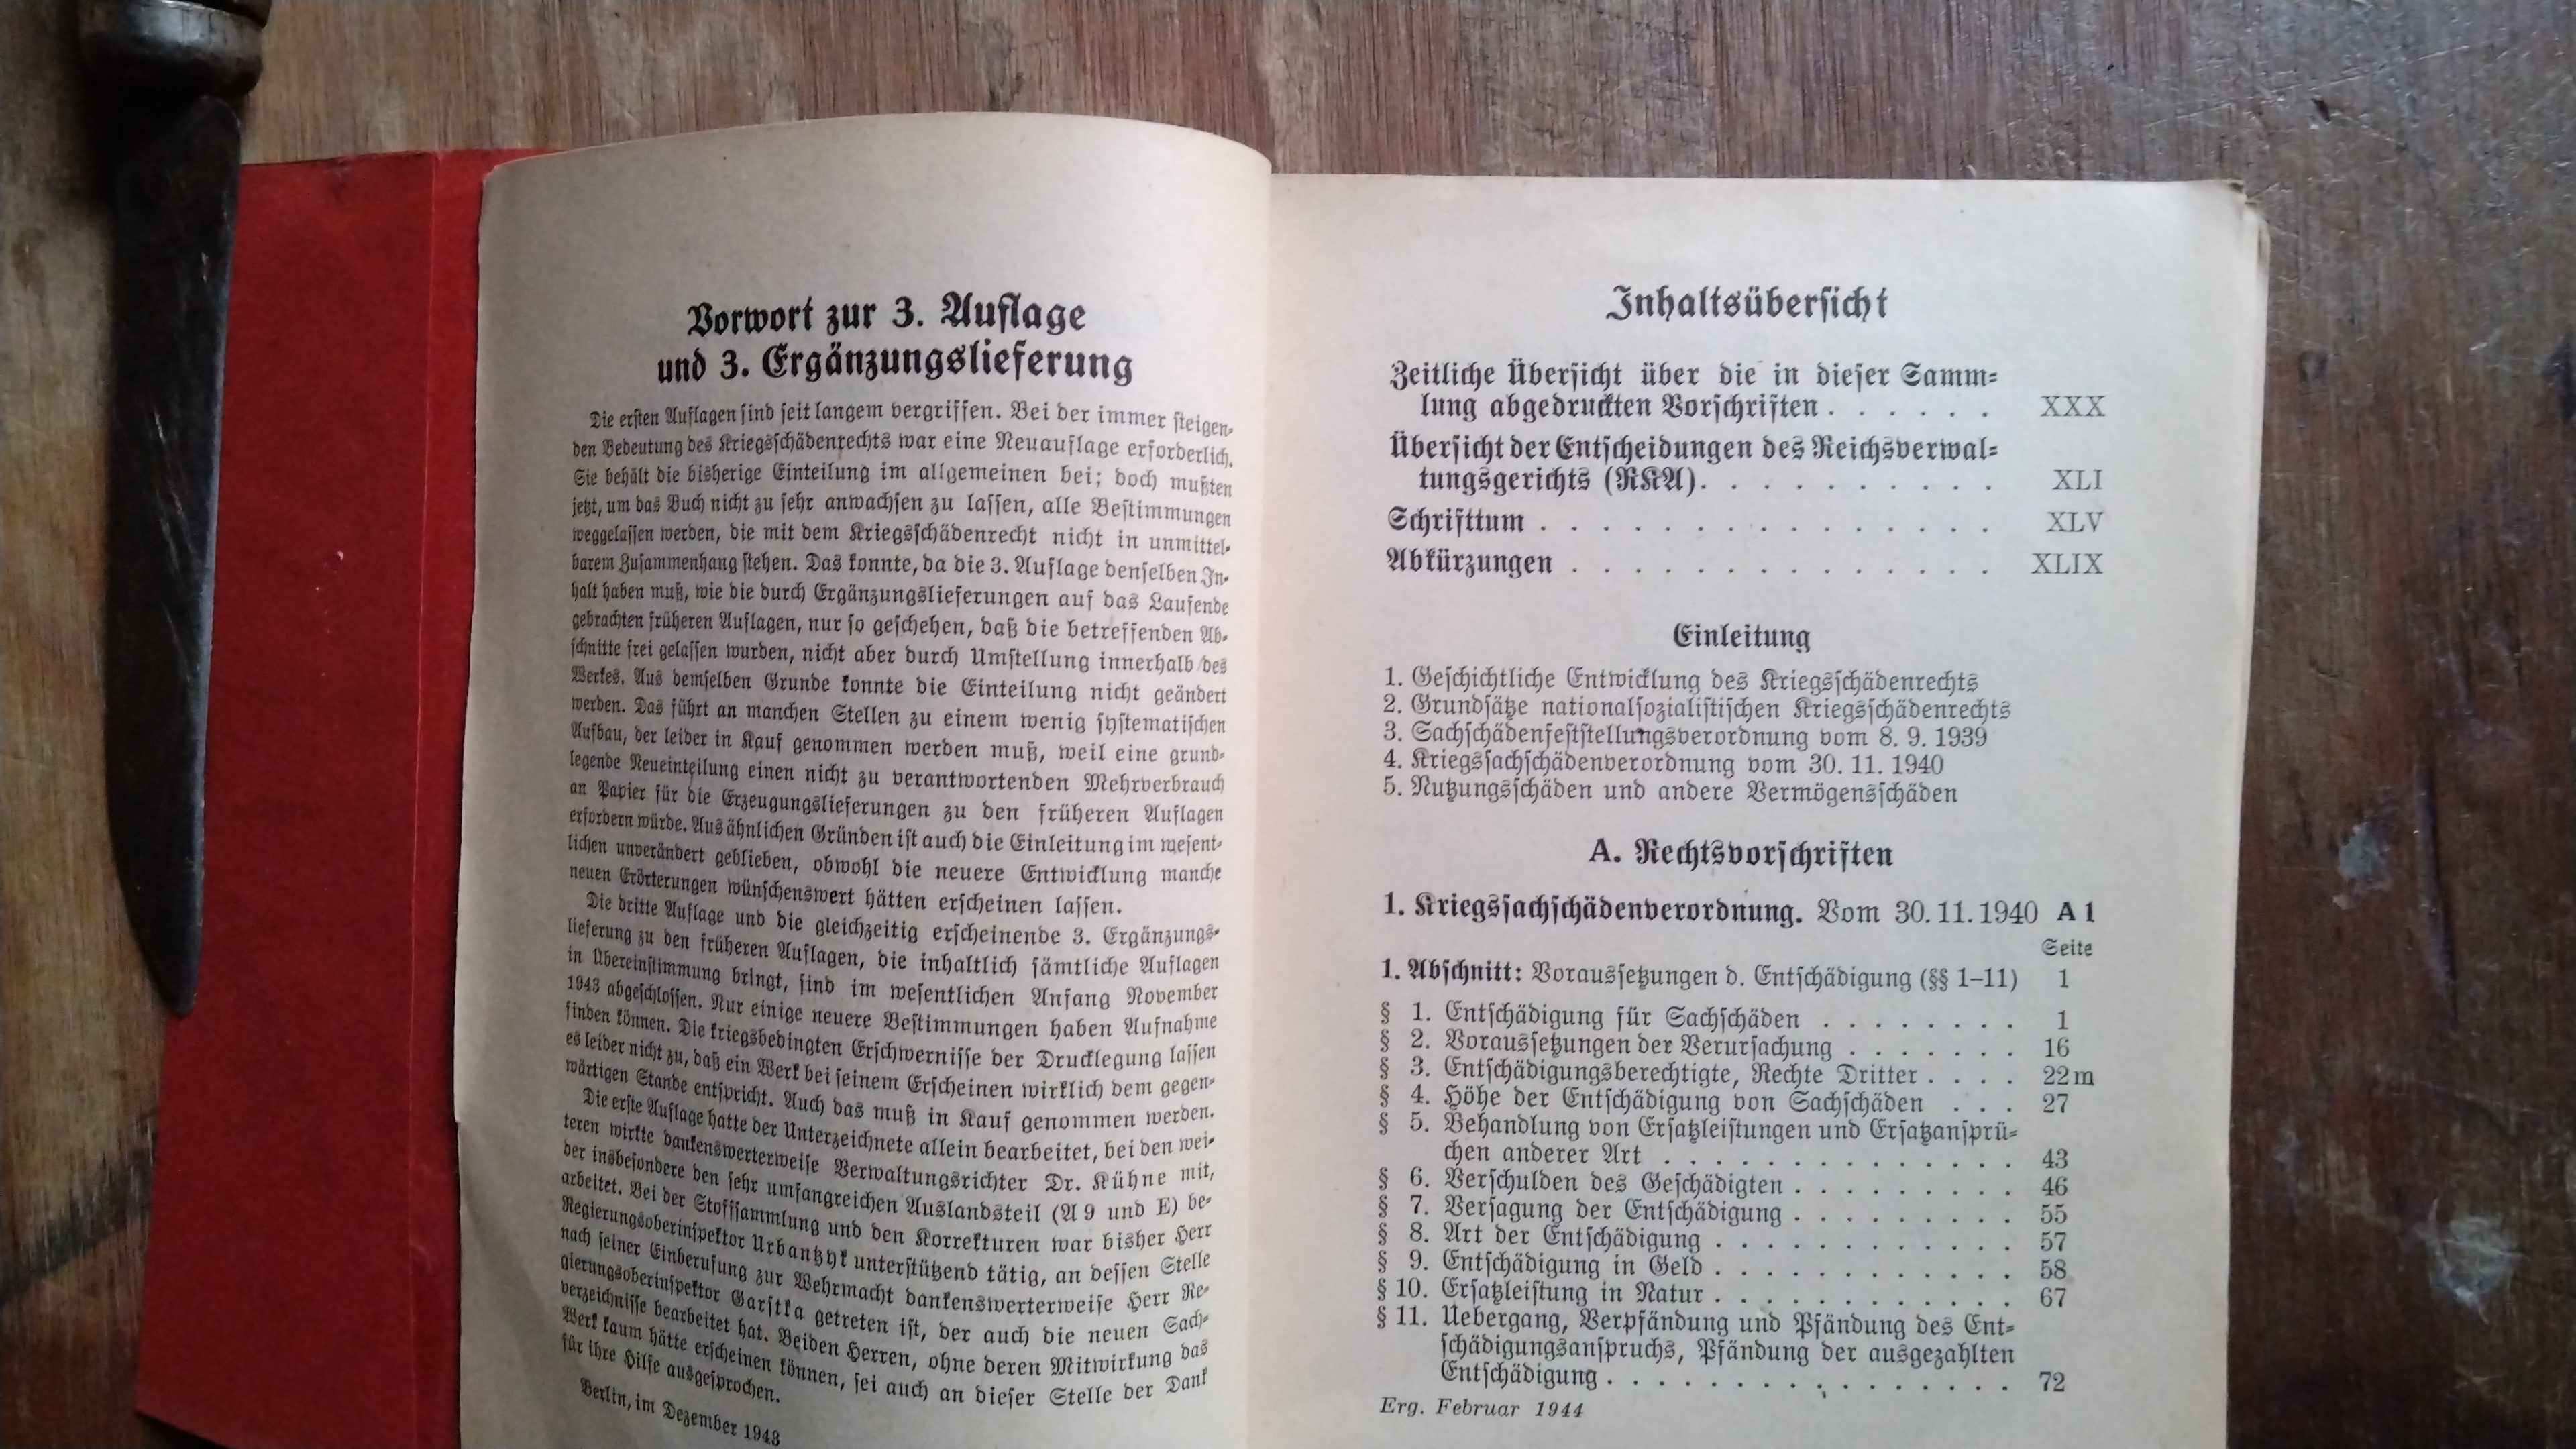 Vorwort zur 3. Auflage
und 3. Ergänzungslieferung
Die ersten Auflagen sind seit langem vergriffen. Bei der immer steigen-
den Bedeutung des Kriegsschädenrechts war eine Neuauflage erforderlich.
Sie behält die bisherige Einteilung im allgemeinen bei; doch mußten
jetzt, um das Buch nicht zu sehr anwachsen zu lassen, alle Bestimmungen
weggelassen werden, die mit dem Kriegsschädenrecht nicht in unmittel-
barem Zusammenhang stehen. Das konnte, da die 3. Auflage denselben In-
halt haben muß, wie die durch Ergänzungslieferungen auf das Laufende
gebrachten früheren Auflagen, nur so geschehen, daß die betreffenden Ab-
schnitte frei gelassen wurden, nicht aber durch Umstellung innerhalb des
Werkes. Aus demselben Grunde konnte die Einteilung nicht geändert
werden. Das führt an manchen Stellen zu einem wenig systematischen
Aufbau, der leider in Kauf genommen werden muß, weil eine grund-
legende Neueinteilung einen nicht zu verantwortenden Mehrverbrauch
an Papier für die Erzeugungslieferungen zu den früheren Auflagen
erfordern würde. Aus ähnlichen Gründen ist auch die Einleitung im wesent-
lichen unverändert geblieben, obwohl die neuere Entwicklung manche
neuen Erörterungen wünschenswert hätten erscheinen lassen.
Die dritte Auflage und die gleichzeitig erscheinende 3. Ergänzungs-
lieferung zu den früheren Auflagen, die inhaltlich sämtliche Auflagen
in Übereinstimmung bringt, sind im wesentlichen Anfang November
1943 abgeschlossen. Nur einige neuere Bestimmungen haben Aufnahme
finden können. Die kriegsbedingten Erschwernisse der Drucklegung lassen
es leider nicht zu, daß ein Werk bei seinem Erscheinen wirklich dem gegen-
wärtigen Stande entspricht. Auch das muß in Kauf genommen werden.
Die erste Auflage hatte der Unterzeichnete allein bearbeitet, bei den wei-
teren wirkte dankenswerterweise Verwaltungsrichter Dr. Kühne mit,
der insbesondere den sehr umfangreichen Auslandsteil (A 9 und E) be-
arbeitet. Bei der Stoffsammlung und den Korrekturen war bisher Herr
Regierungsoberinspektor Urbantzyk unterstützend tätig, an dessen Stelle
nach seiner Einberufung zur Wehrmacht dankenswerterweise Herr Re-
gierungsoberinspektor Garstka getreten ist, der auch die neuen Sach-
verzeichnisse bearbeitet hat. Beiden Herren, ohne deren Mitwirkung das
Werk kaum hätte erscheinen können, sei auch an dieser Stelle der Dank
für ihre Hilfe ausgesprochen.
Berlin, im Dezember 1943
Inhaltsübersicht
Zeitliche Übersicht über die in dieser Samm-
lung abgedruckten Vorschriften . . . . . . XXX
Übersicht der Entscheidungen des Reichsverwal-
tungsgerichts (RKA) . . . . . . . . . . XLI
Schrifttum . . . . . . . . . . . . . . . XLV
Abkürzungen . . . . . . . . . . . . . . XLIX
Einleitung
1. Geschichtliche Entwicklung des Kriegsschädenrechts
2. Grundsätze nationalsozialistischen Kriegsschädenrechts
3. Sachschädenfeststellungsverordnung vom 8. 9. 1939
4. Kriegssachschädenverordnung vom 30. 11. 1940
5. Nutzungsschäden und andere Vermögensschäden
A. Rechtsvorschriften
1. Kriegssachschädenverordnung. Vom 30. 11. 1940 A 1
Seite
1. Abschnitt: Voraussetzungen d. Entschädigung (§§ 1–11) 1
§ 1. Entschädigung für Sachschäden . . . . . . . . 1
§ 2. Voraussetzungen der Verursachung . . . . . . . 16
§ 3. Entschädigungsberechtigte, Rechte Dritter . . . . 22 m
§ 4. Höhe der Entschädigung von Sachschäden . . . 27
§ 5. Behandlung von Ersatzleistungen und Ersatzansprü-
chen anderer Art . . . . . . . . . . . . . . 43
§ 6. Verschulden des Geschädigten . . . . . . . . . 46
§ 7. Versagung der Entschädigung . . . . . . . . . 55
§ 8. Art der Entschädigung . . . . . . . . . . . . 57
§ 9. Entschädigung in Geld . . . . . . . . . . . . 58
§ 10. Ersatzleistung in Natur . . . . . . . . . . . . 67
§ 11. Uebergang, Verpfändung und Pfändung des Ent-
schädigungsanspruchs, Pfändung der ausgezahlten
Entschädigung . . . . . . . . . . . . . . . . 72
Erg. Februar 1944